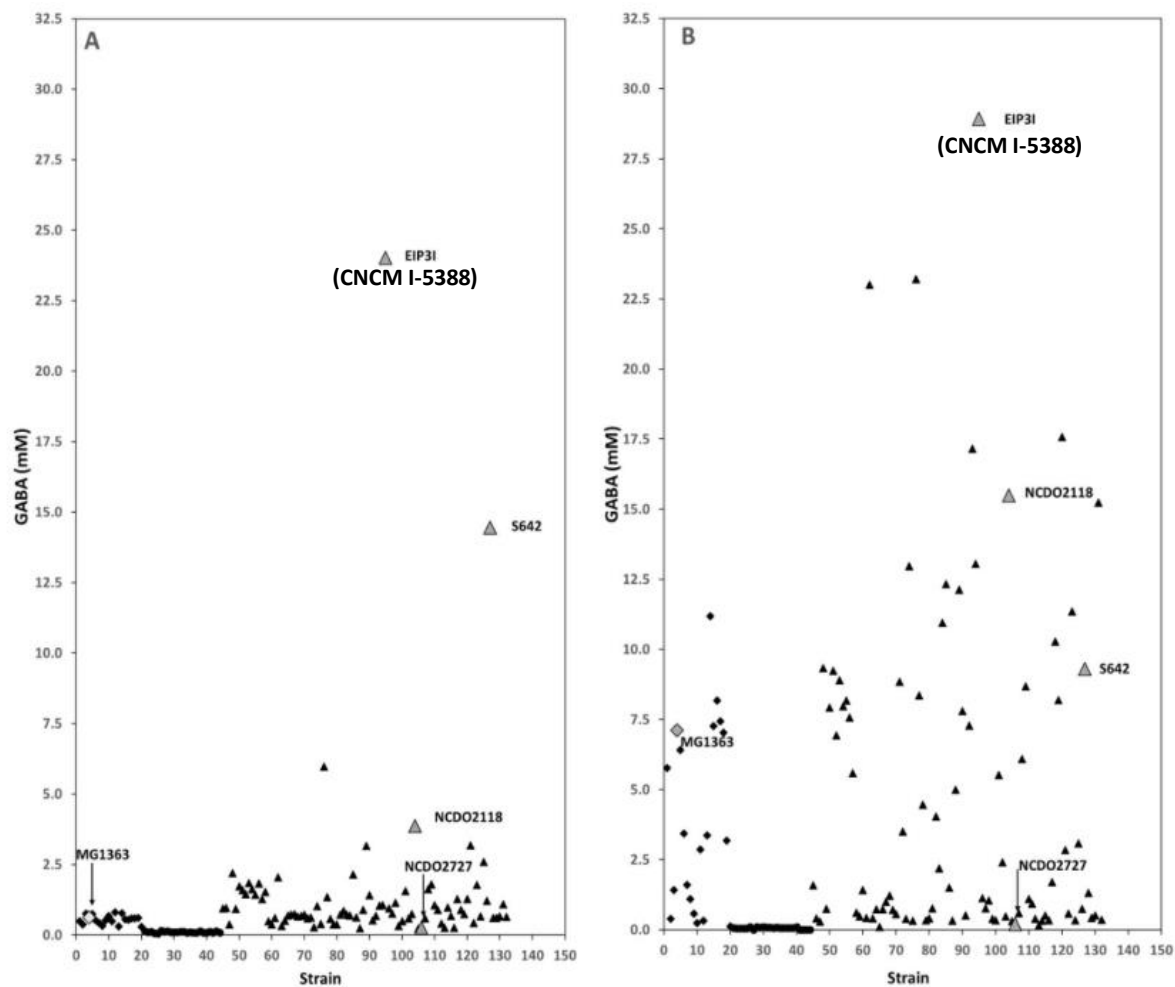 A
32.5
30.0
27.5
25.0
22.5
20.0
17.5
15.0
12.5
10.0
7.5
5.0
2.5
0.0
GABA (mM)
EIP3I
(CNCM I-5388)
S642
NCDO2118
MG1363
NCDO2727
0 10 20 30 40 50 60 70 80 90 100 110 120 130 140 150
Strain
B
32.5
30.0
27.5
25.0
22.5
20.0
17.5
15.0
12.5
10.0
7.5
5.0
2.5
0.0
GABA (mM)
EIP3I
(CNCM I-5388)
NCDO2118
S642
MG1363
NCDO2727
0 10 20 30 40 50 60 70 80 90 100 110 120 130 140 150
Strain